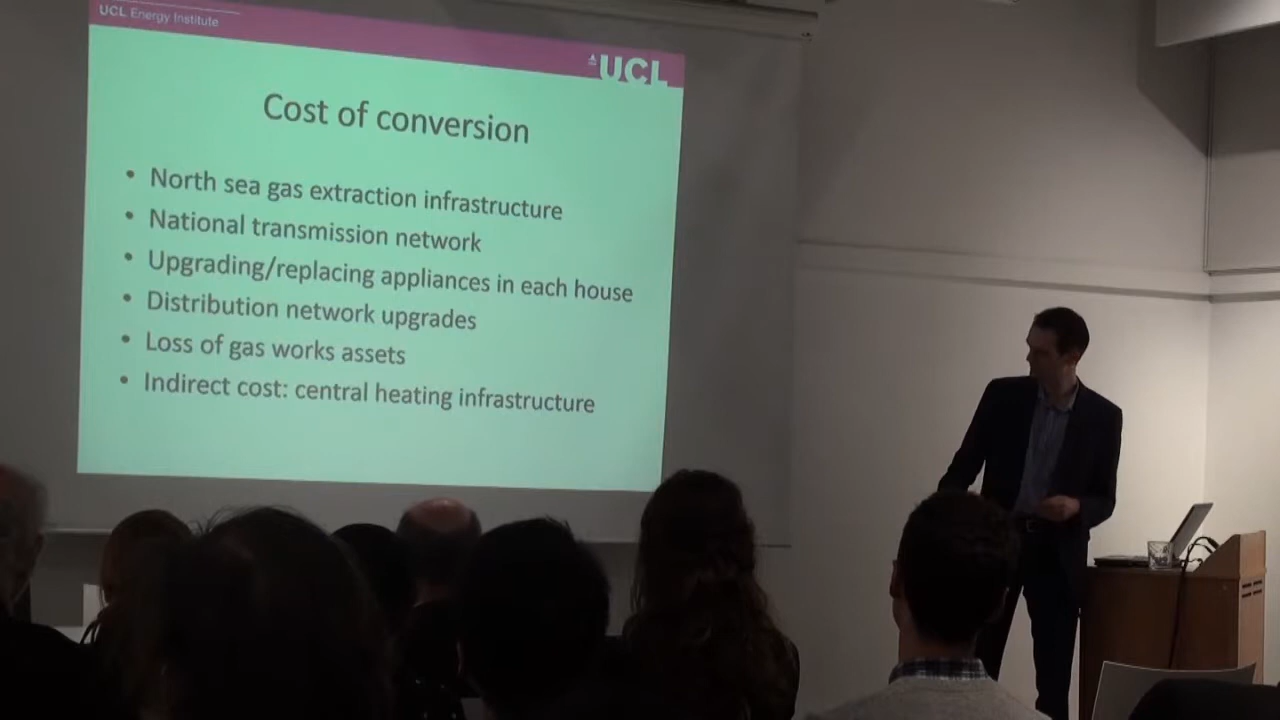 UCL Energy Institute
UCL
Cost of conversion
• North sea gas extraction infrastructure
• National transmission network
• Upgrading/replacing appliances in each house
• Distribution network upgrades
• Loss of gas works assets
• Indirect cost: central heating infrastructure